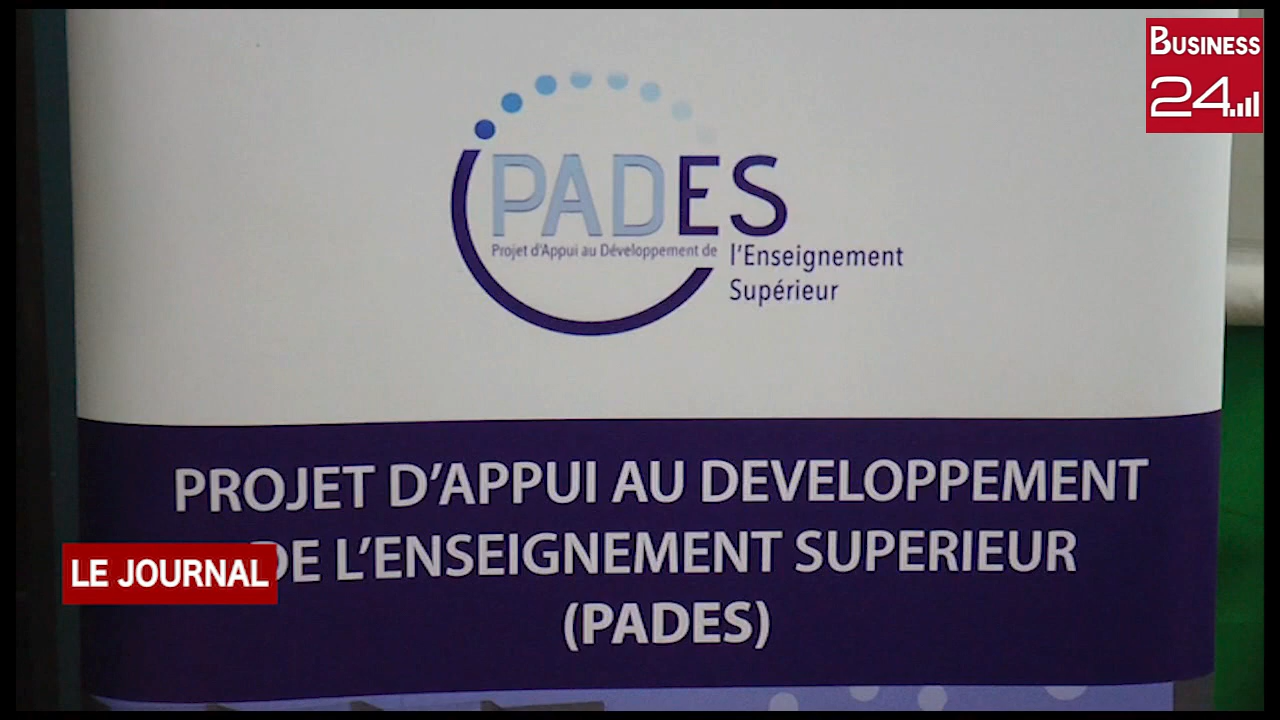 BUSINESS
24
PADES
Projet d'Appui au Développement de
l'Enseignement
Supérieur
PROJET D'APPUI AU DEVELOPPEMENT
DE L'ENSEIGNEMENT SUPERIEUR
(PADES)
LE JOURNAL